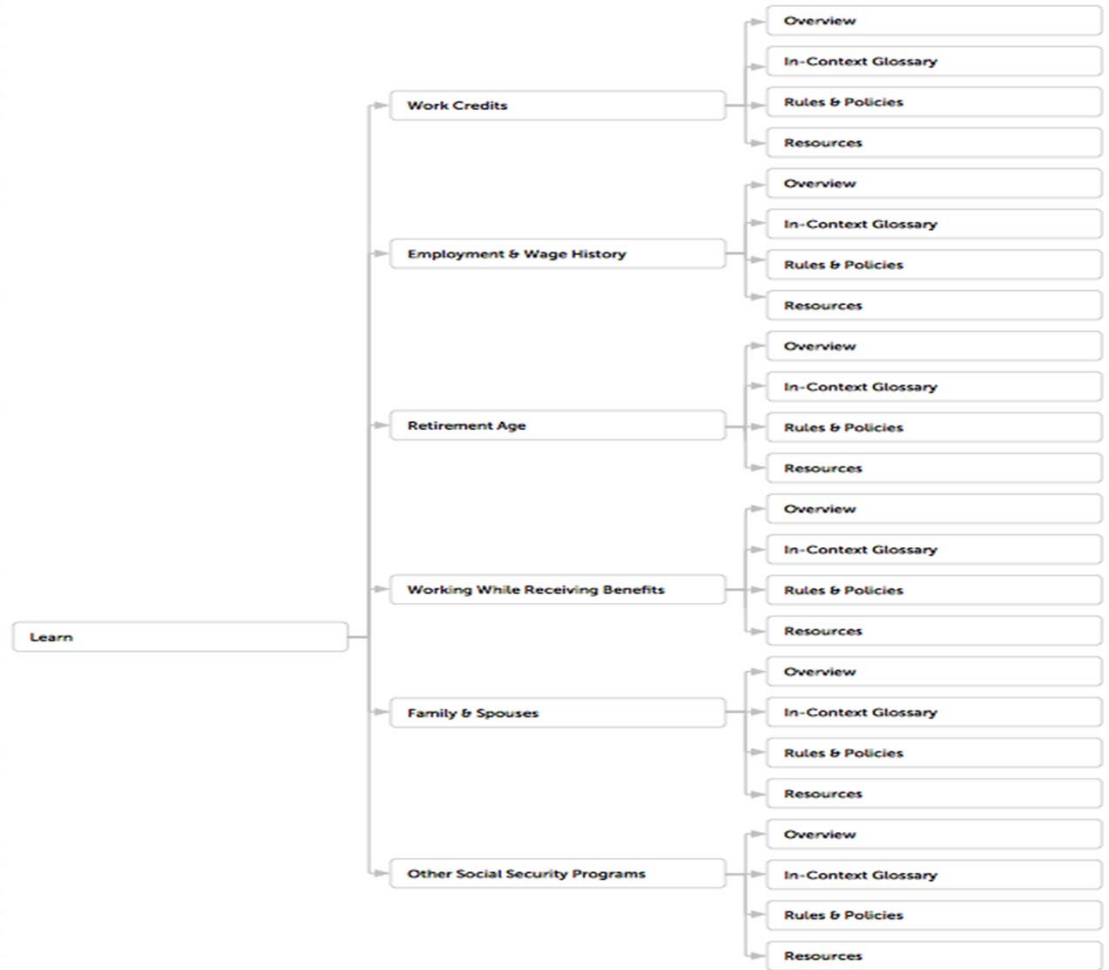 Learn
Work Credits
Overview
In-Context Glossary
Rules & Policies
Resources
Employment & Wage History
Overview
In-Context Glossary
Rules & Policies
Resources
Retirement Age
Overview
In-Context Glossary
Rules & Policies
Resources
Working While Receiving Benefits
Overview
In-Context Glossary
Rules & Policies
Resources
Family & Spouses
Overview
In-Context Glossary
Rules & Policies
Resources
Other Social Security Programs
Overview
In-Context Glossary
Rules & Policies
Resources